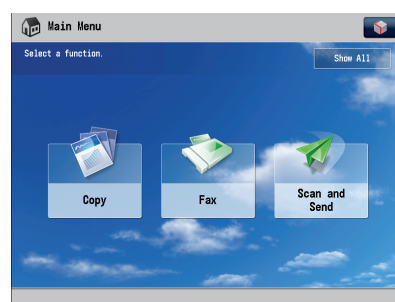 Main Menu
Select a function.
Show All
Copy
Fax
Scan and
Send